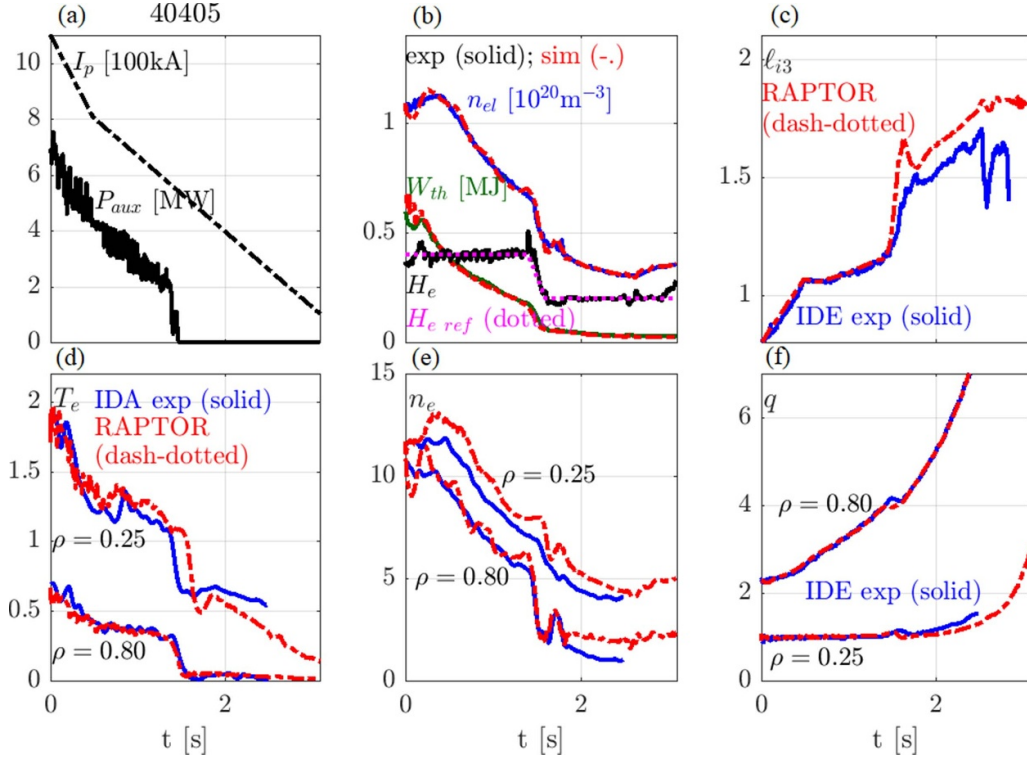 (a) 40405
10
8
6
4
2
0
I_p [100kA]
P_aux [MW]
(b)
1
0.5
0
exp (solid); sim (-.)
n_el [10^20 m^−3]
W_th [MJ]
H_e
H_e ref (dotted)
(c)
2
1.5
1
ℓ_i3
RAPTOR
(dash-dotted)
IDE exp (solid)
(d)
2
1.5
1
0.5
0
T_e IDA exp (solid)
RAPTOR
(dash-dotted)
ρ = 0.25
ρ = 0.80
0 2
t [s]
(e)
15
10
5
0
n_e
ρ = 0.25
ρ = 0.80
0 2
t [s]
(f)
6
4
2
0
q
ρ = 0.80
IDE exp (solid)
ρ = 0.25
0 2
t [s]